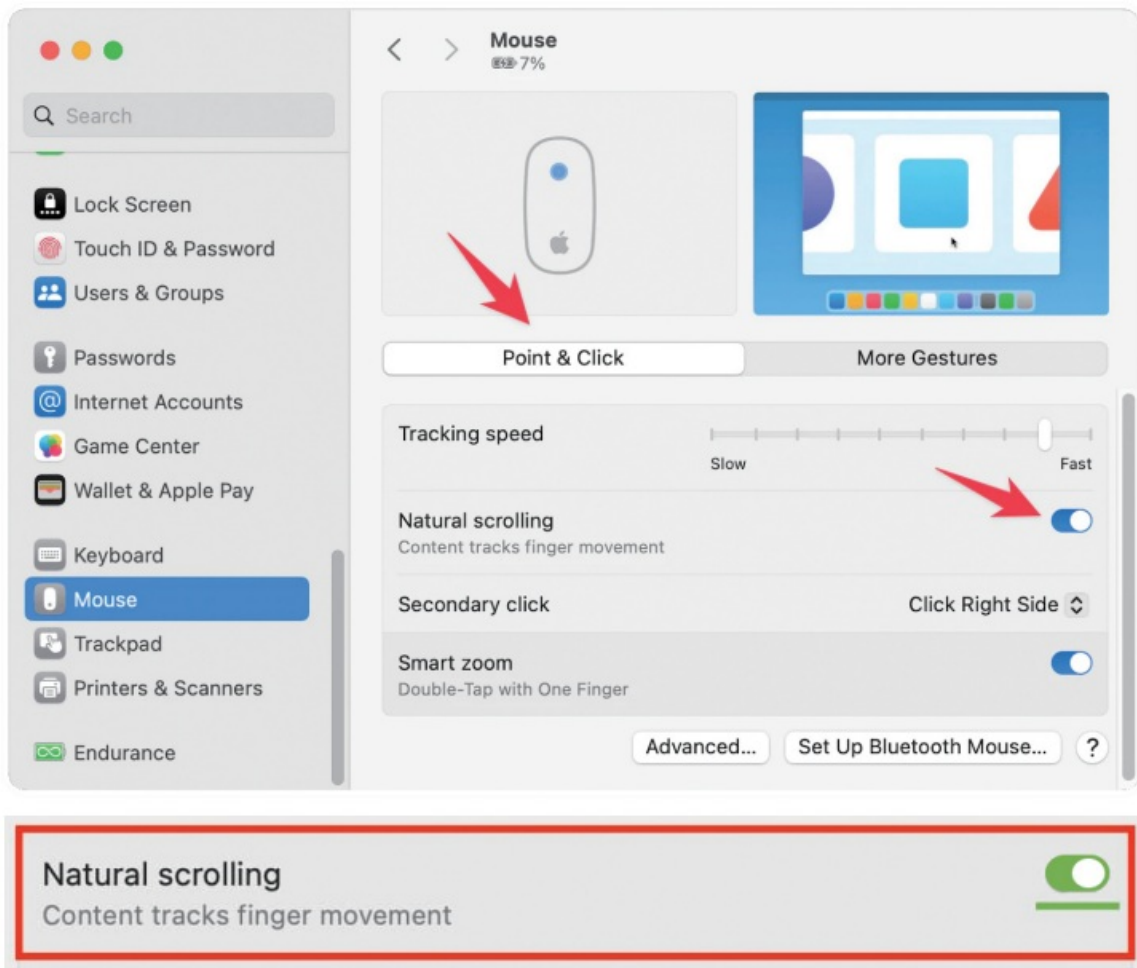 Mouse
7%
Search
Lock Screen
Touch ID & Password
Users & Groups
Passwords
Internet Accounts
Game Center
Wallet & Apple Pay
Keyboard
Mouse
Trackpad
Printers & Scanners
Endurance
Point & Click
More Gestures
Tracking speed
Slow
Fast
Natural scrolling
Content tracks finger movement
Secondary click
Click Right Side
Smart zoom
Double-Tap with One Finger
Advanced...
Set Up Bluetooth Mouse...
?
Natural scrolling
Content tracks finger movement